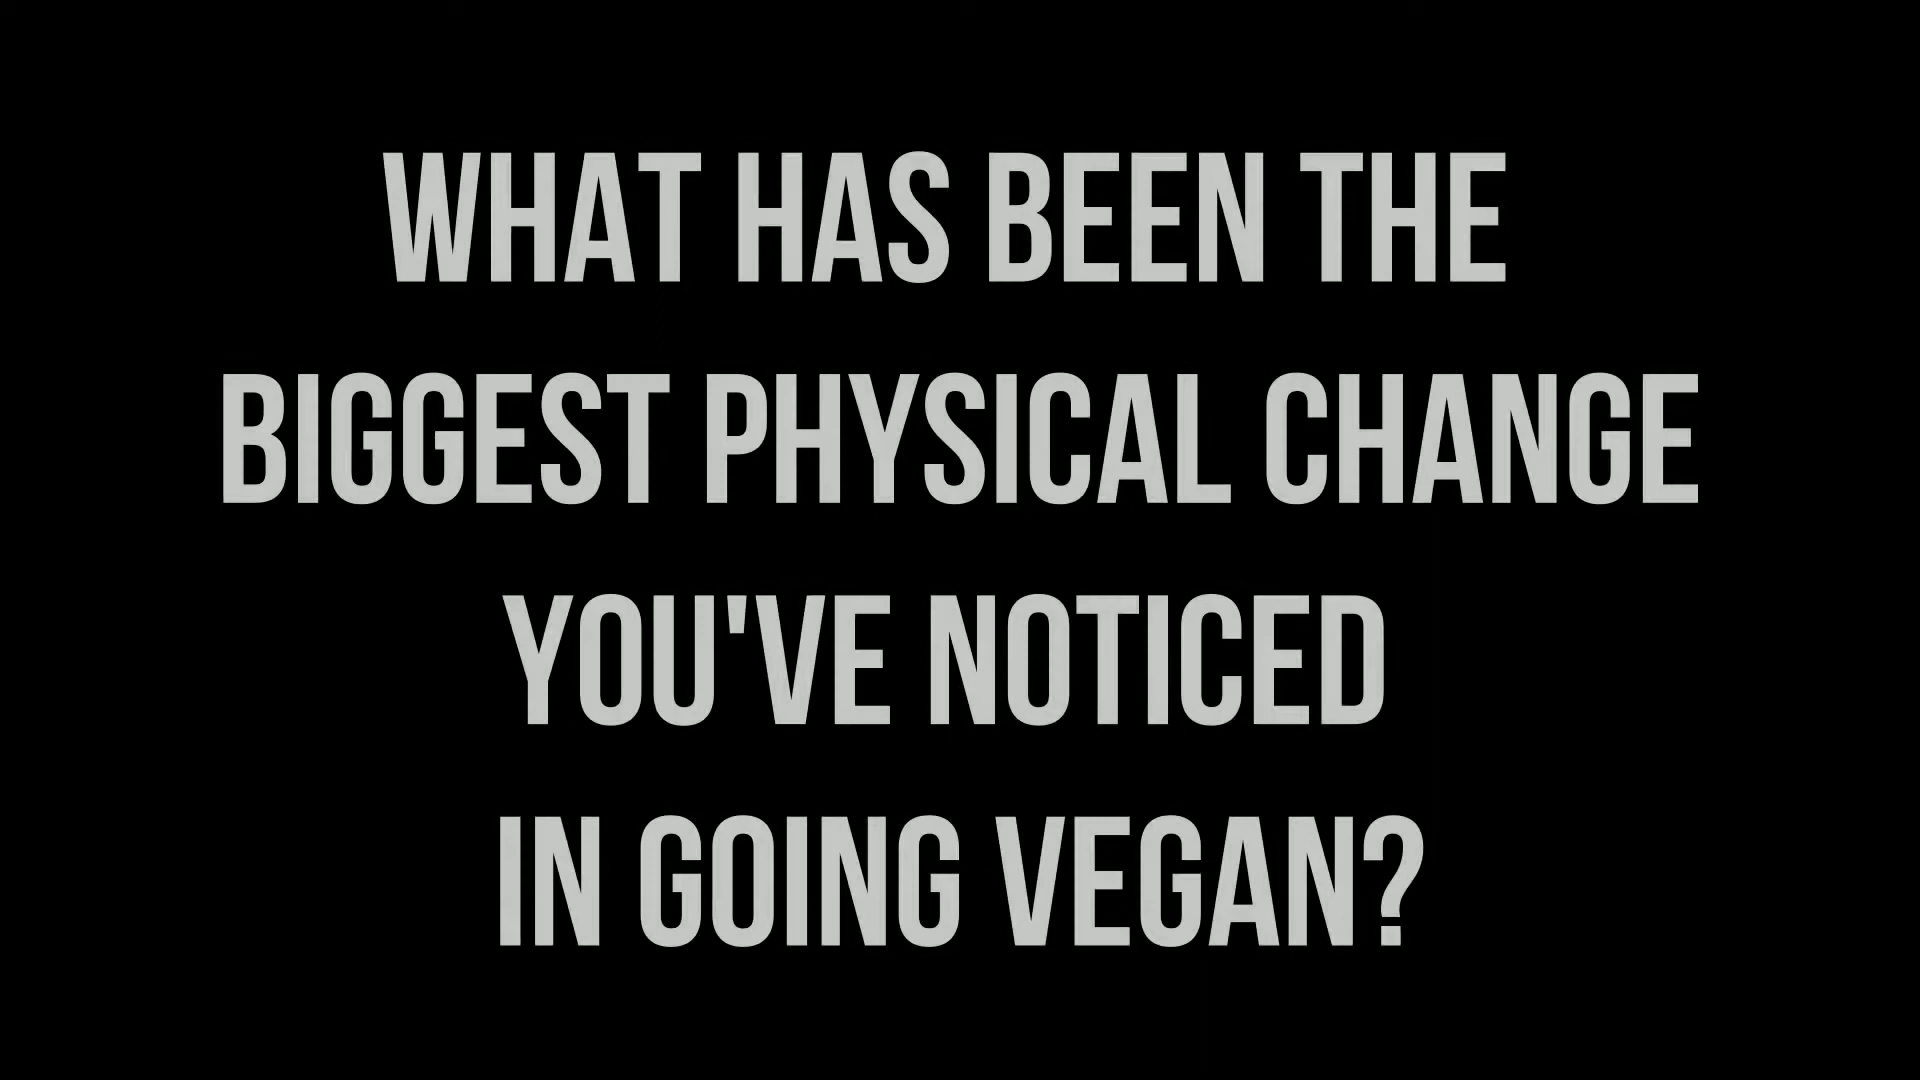 WHAT HAS BEEN THE
BIGGEST PHYSICAL CHANGE
YOU'VE NOTICED
IN GOING VEGAN?